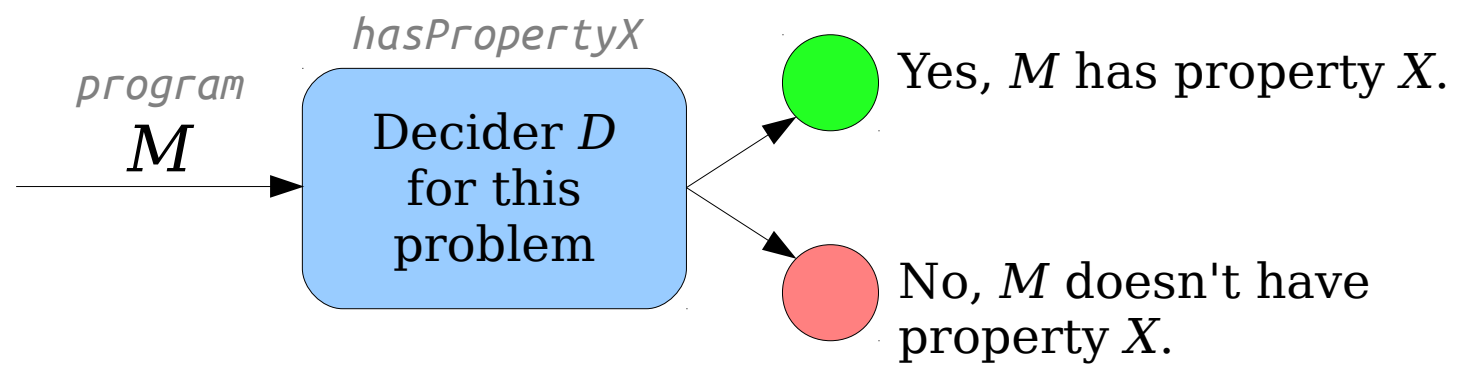 hasPropertyX
program
M
Decider D
for this
problem
Yes, M has property X.
No, M doesn't have
property X.